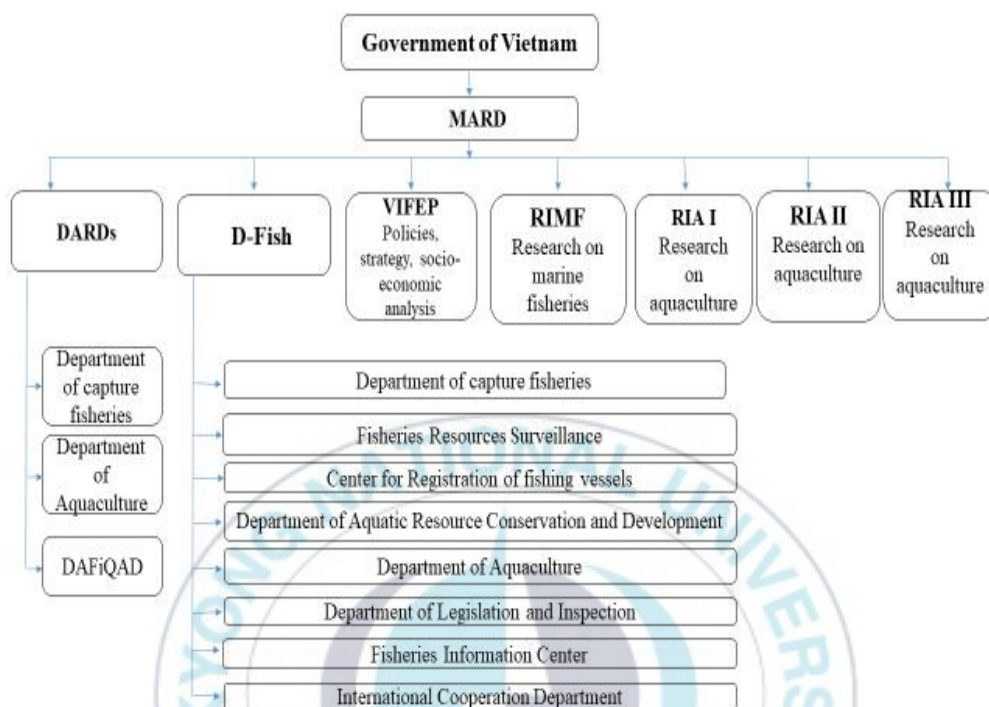 Government of Vietnam
MARD
DARDs
D-Fish
VIFEP
Policies,
strategy, socio-
economic
analysis
RIMF
Research on
marine
fisheries
RIA I
Research
on
aquaculture
RIA II
Research on
aquaculture
RIA III
Research
on
aquaculture
Department
of capture
fisheries
Department
of
Aquaculture
DAFiQAD
Department of capture fisheries
Fisheries Resources Surveillance
Center for Registration of fishing vessels
Department of Aquatic Resource Conservation and Development
Department of Aquaculture
Department of Legislation and Inspection
Fisheries Information Center
International Cooperation Department
KYONG NATIONAL UNIVERS